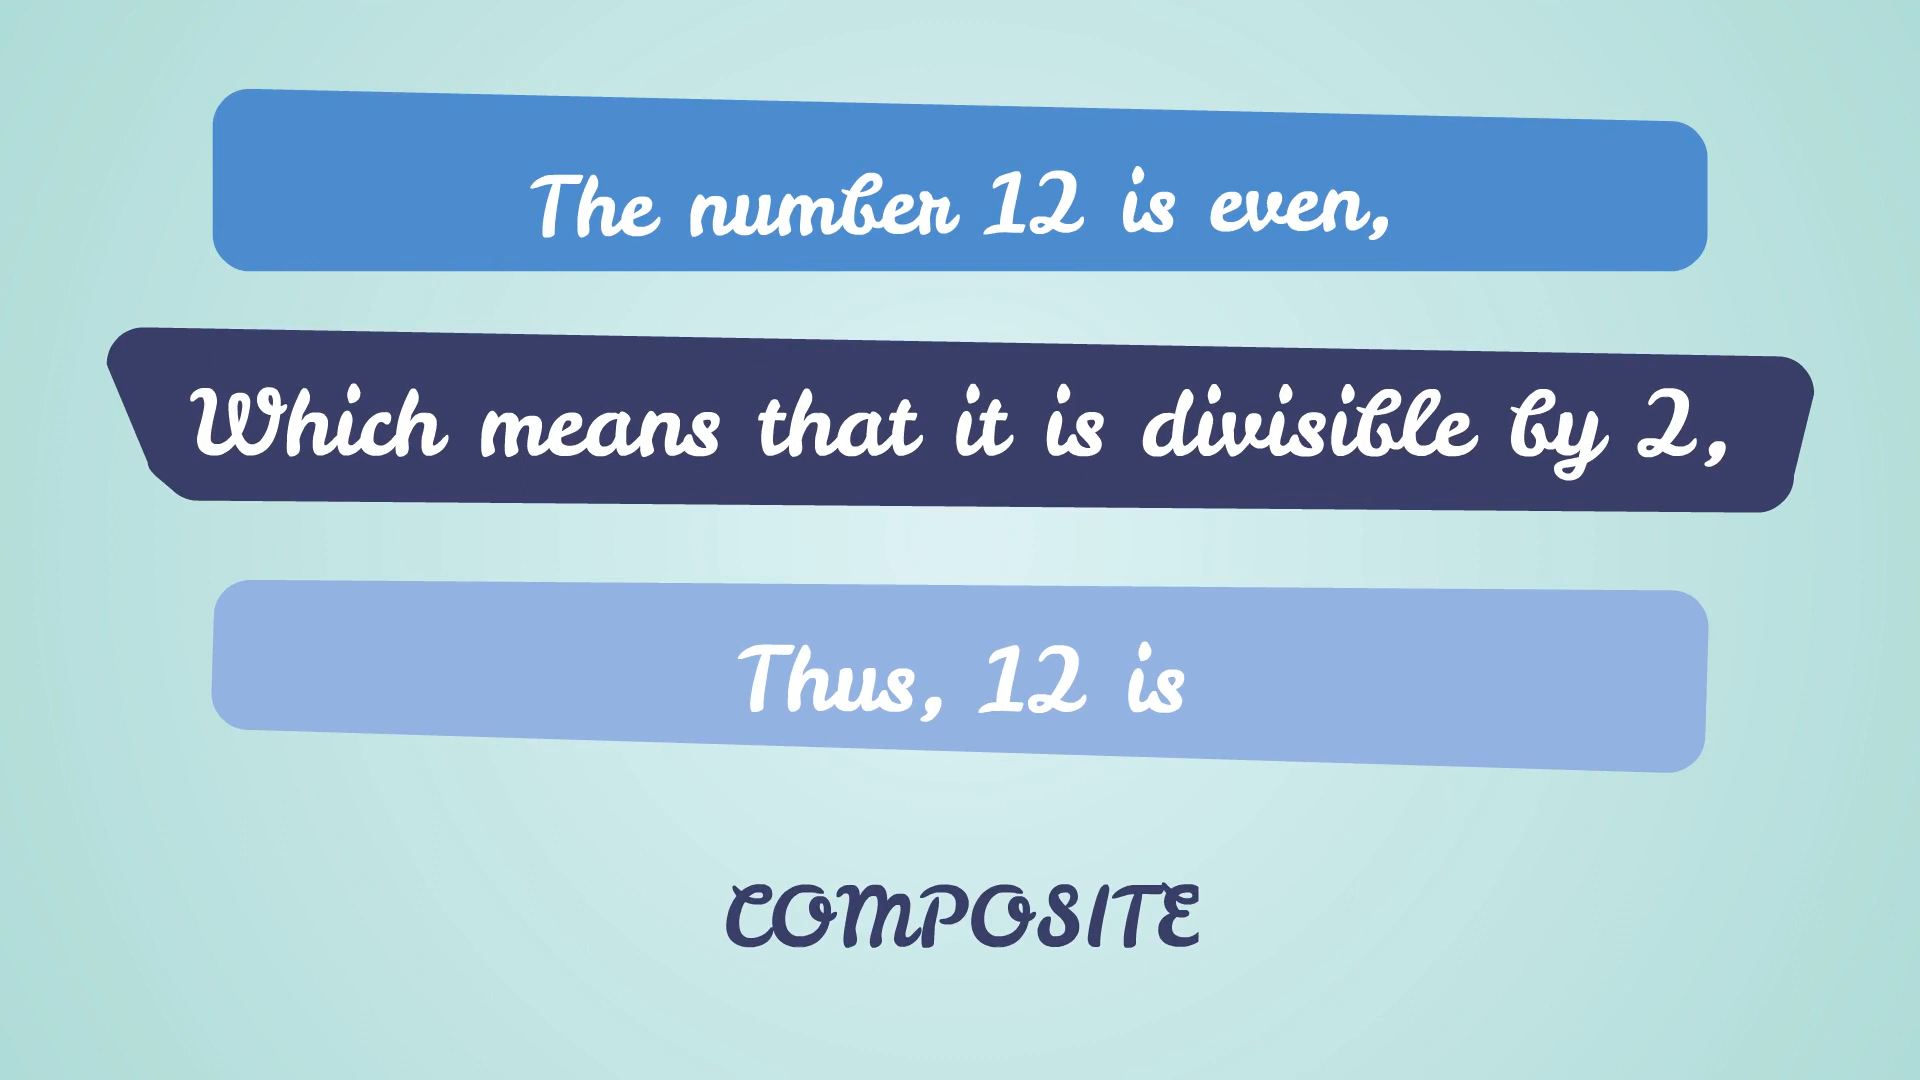 The number 12 is even,
Which means that it is divisible by 2,
Thus, 12 is
COMPOSITE